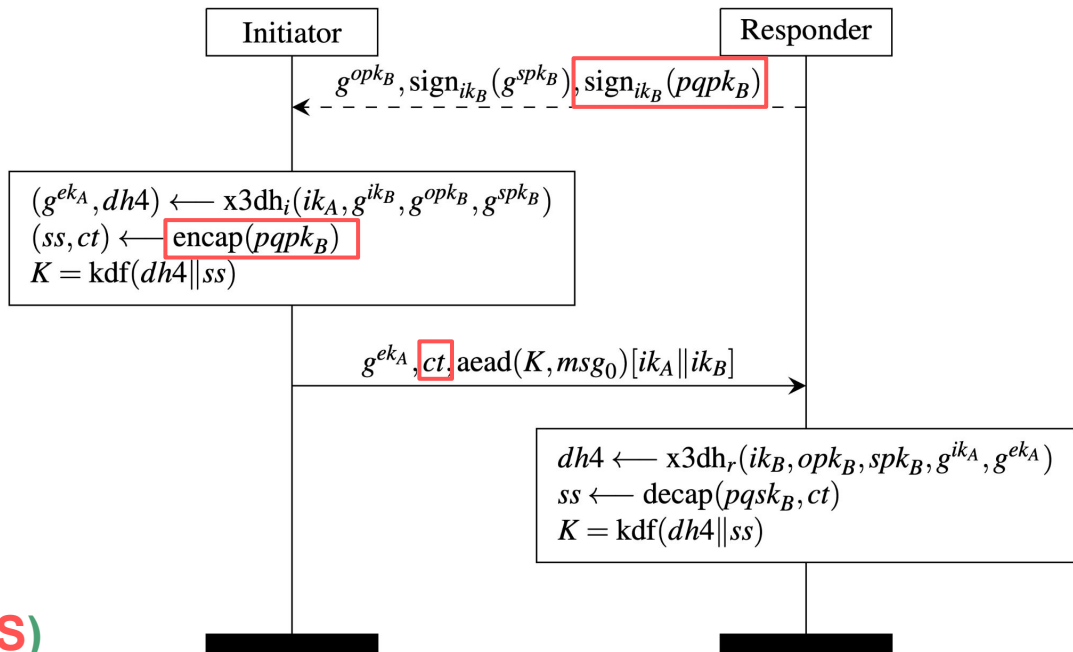 Initiator
Responder
g^{opk_B}, sign_{ik_B}(g^{spk_B}), sign_{ik_B}(pqpk_B)
(g^{ek_A}, dh4) ⟵ x3dh_i(ik_A, g^{ik_B}, g^{opk_B}, g^{spk_B})
(ss, ct) ⟵ encap(pqpk_B)
K = kdf(dh4∥ss)
g^{ek_A}, ct, aead(K, msg_0)[ik_A∥ik_B]
dh4 ⟵ x3dh_r(ik_B, opk_B, spk_B, g^{ik_A}, g^{ek_A})
ss ⟵ decap(pqsk_B, ct)
K = kdf(dh4∥ss)
S)